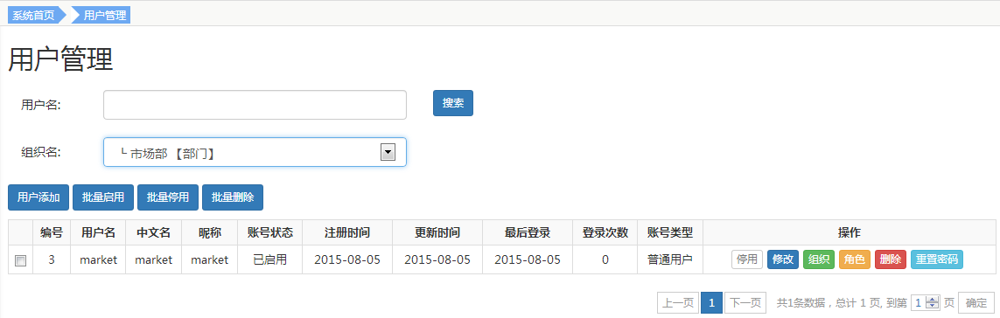 系统首页 用户管理
用户管理
用户名: 搜索
组织名: └ 市场部 【部门】
用户添加 批量启用 批量停用 批量删除
编号 用户名 中文名 昵称 账号状态 注册时间 更新时间 最后登录 登录次数 账号类型 操作
3 market market market 已启用 2015-08-05 2015-08-05 2015-08-05 0 普通用户 停用 修改 组织 角色 删除 重置密码
上一页 1 下一页 共1条数据，总计 1 页, 到第 1 页 确定